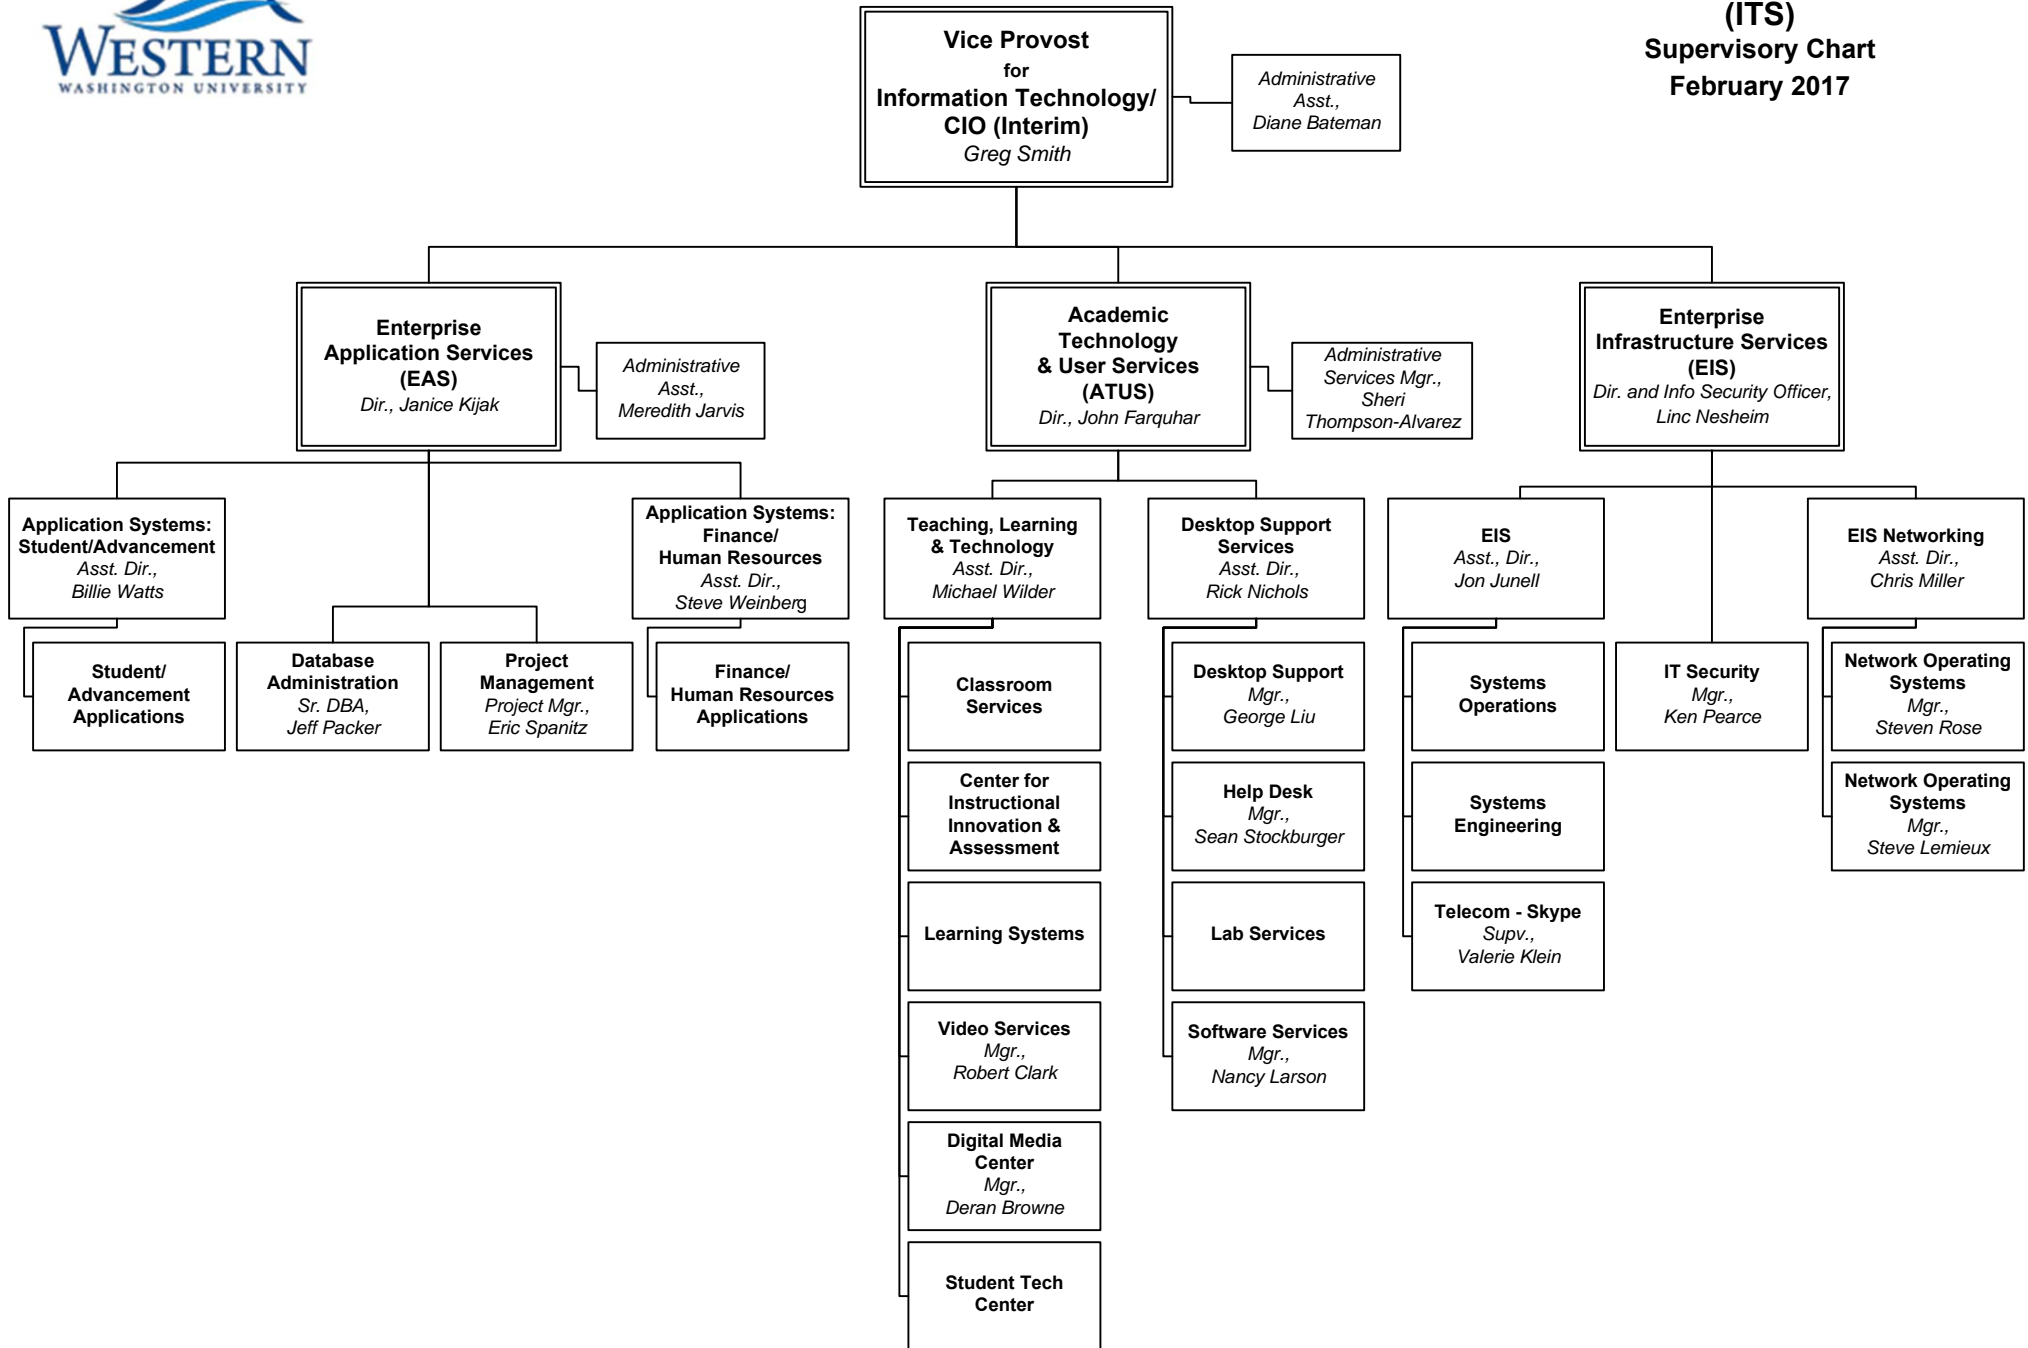 WESTERN
WASHINGTON UNIVERSITY
(ITS)
Supervisory Chart
February 2017
Vice Provost
for
Information Technology/
CIO (Interim)
Greg Smith
Administrative
Asst.,
Diane Bateman
Enterprise
Application Services
(EAS)
Dir., Janice Kijak
Administrative
Asst.,
Meredith Jarvis
Academic
Technology
& User Services
(ATUS)
Dir., John Farquhar
Administrative
Services Mgr.,
Sheri
Thompson-Alvarez
Enterprise
Infrastructure Services
(EIS)
Dir. and Info Security Officer,
Linc Nesheim
Application Systems:
Student/Advancement
Asst. Dir.,
Billie Watts
Application Systems:
Finance/
Human Resources
Asst. Dir.,
Steve Weinberg
Teaching, Learning
& Technology
Asst. Dir.,
Michael Wilder
Desktop Support
Services
Asst. Dir.,
Rick Nichols
EIS
Asst., Dir.,
Jon Junell
EIS Networking
Asst. Dir.,
Chris Miller
Student/
Advancement
Applications
Database
Administration
Sr. DBA,
Jeff Packer
Project
Management
Project Mgr.,
Eric Spanitz
Finance/
Human Resources
Applications
Classroom
Services
Desktop Support
Mgr.,
George Liu
Systems
Operations
IT Security
Mgr.,
Ken Pearce
Network Operating
Systems
Mgr.,
Steven Rose
Center for
Instructional
Innovation &
Assessment
Help Desk
Mgr.,
Sean Stockburger
Systems
Engineering
Network Operating
Systems
Mgr.,
Steve Lemieux
Learning Systems
Lab Services
Telecom - Skype
Supv.,
Valerie Klein
Video Services
Mgr.,
Robert Clark
Software Services
Mgr.,
Nancy Larson
Digital Media
Center
Mgr.,
Deran Browne
Student Tech
Center